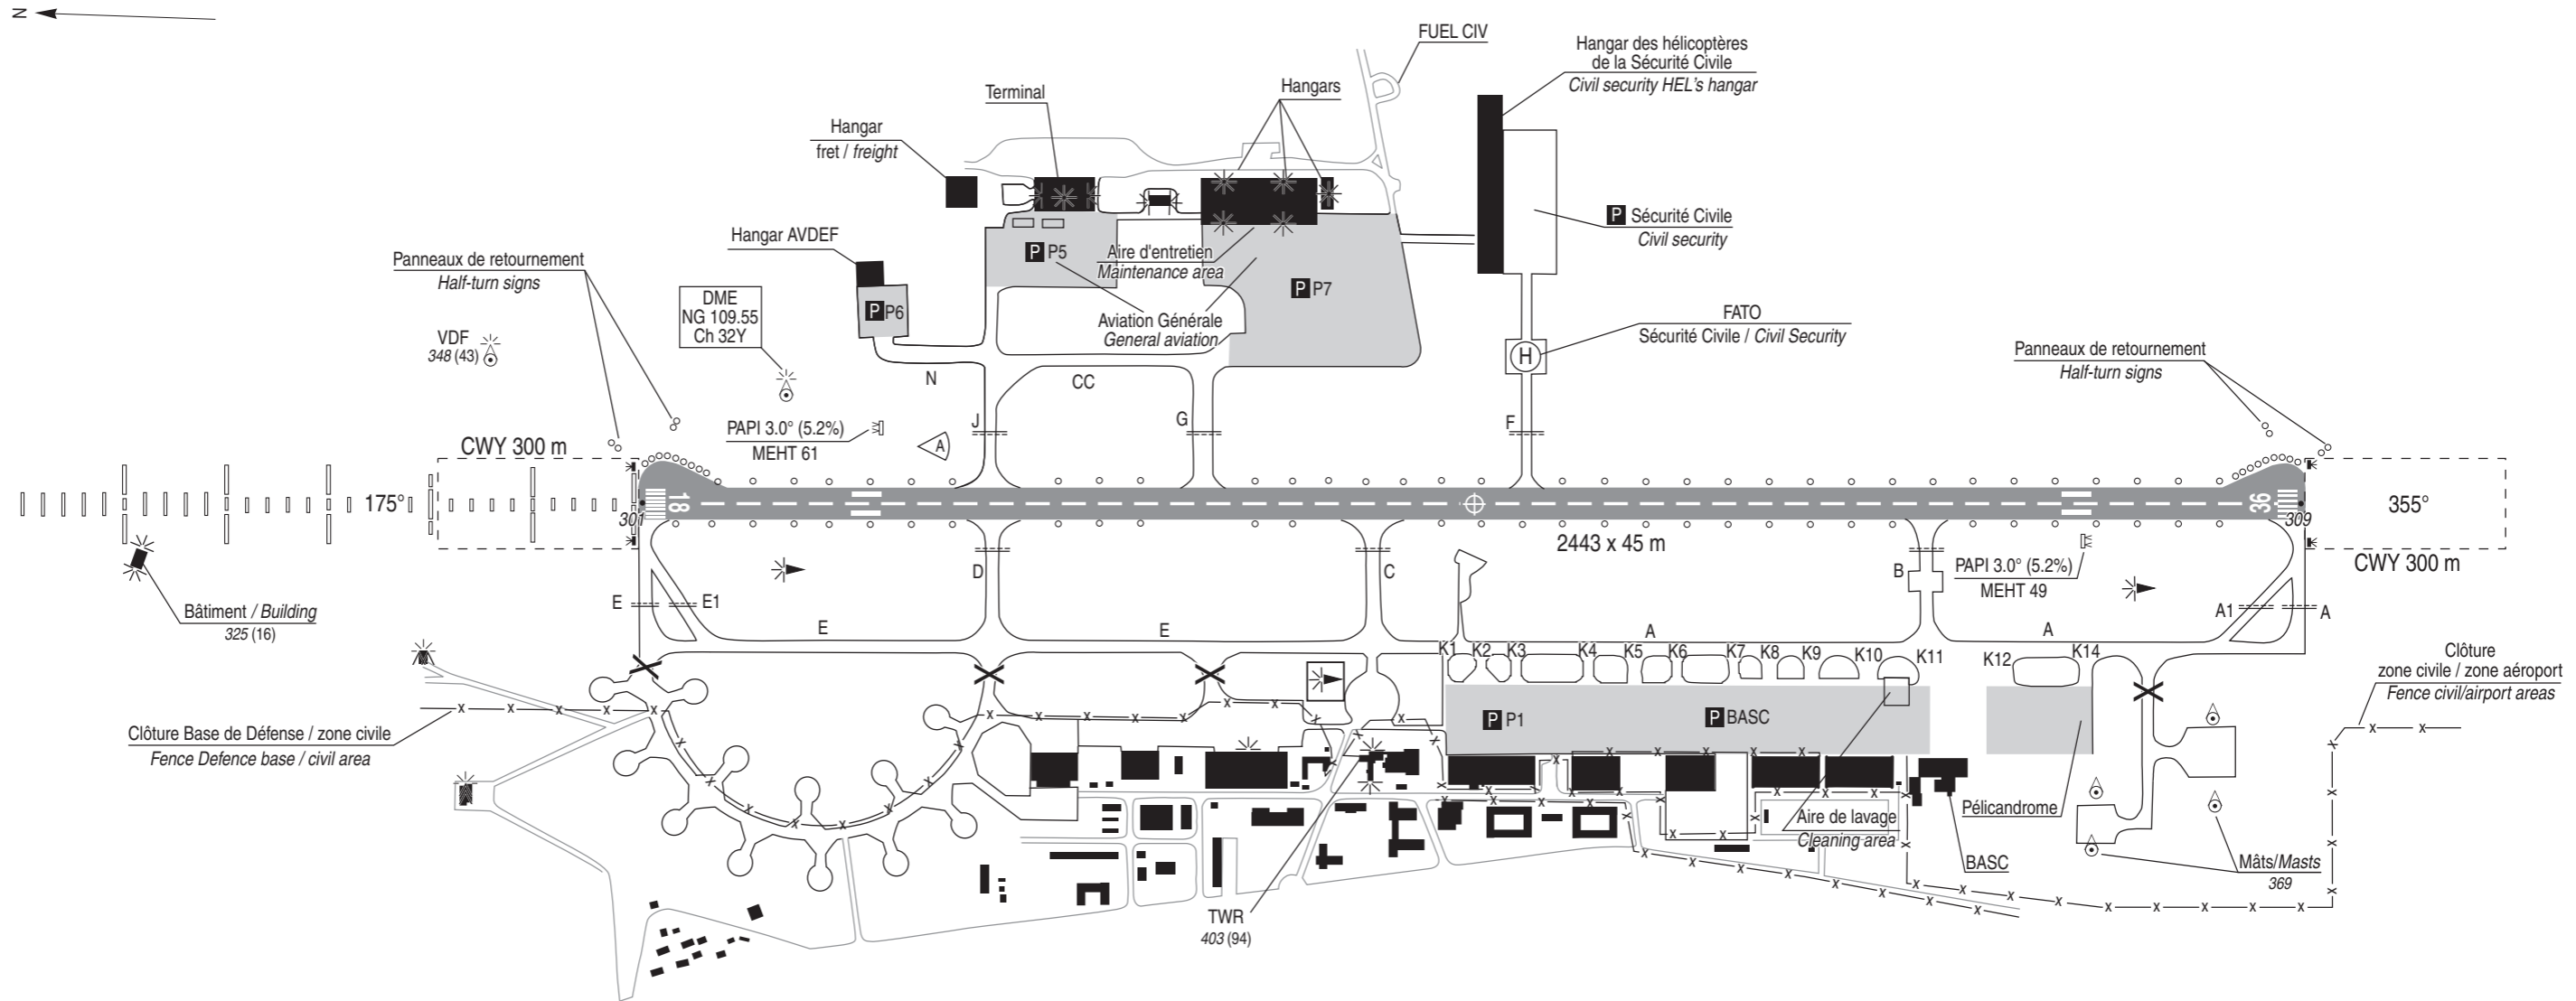 N
FUEL CIV
Hangar des hélicoptères
de la Sécurité Civile
Civil security HEL's hangar
Terminal
Hangars
Hangar
fret / freight
P Sécurité Civile
Civil security
Hangar AVDEF
P P5
Aire d'entretien
Maintenance area
Panneaux de retournement
Half-turn signs
P P7
DME
NG 109.55
Ch 32Y
P P6
Aviation Générale
General aviation
FATO
Sécurité Civile / Civil Security
VDF
348 (43)
H
Panneaux de retournement
Half-turn signs
N
CC
J
G
F
PAPI 3.0° (5.2%)
MEHT 61
A
CWY 300 m
175°
301
18
36
309
355°
2443 x 45 m
CWY 300 m
D
C
B
PAPI 3.0° (5.2%)
MEHT 49
E
E1
A1
A
Bâtiment / Building
325 (16)
E
E
A
A
K1
K2
K3
K4
K5
K6
K7
K8
K9
K10
K11
K12
K14
Clôture
zone civile / zone aéroport
Fence civil/airport areas
P P1
P BASC
Clôture Base de Défense / zone civile
Fence Defence base / civil area
Pélicandrome
Aire de lavage
Cleaning area
BASC
Mâts/Masts
369
TWR
403 (94)